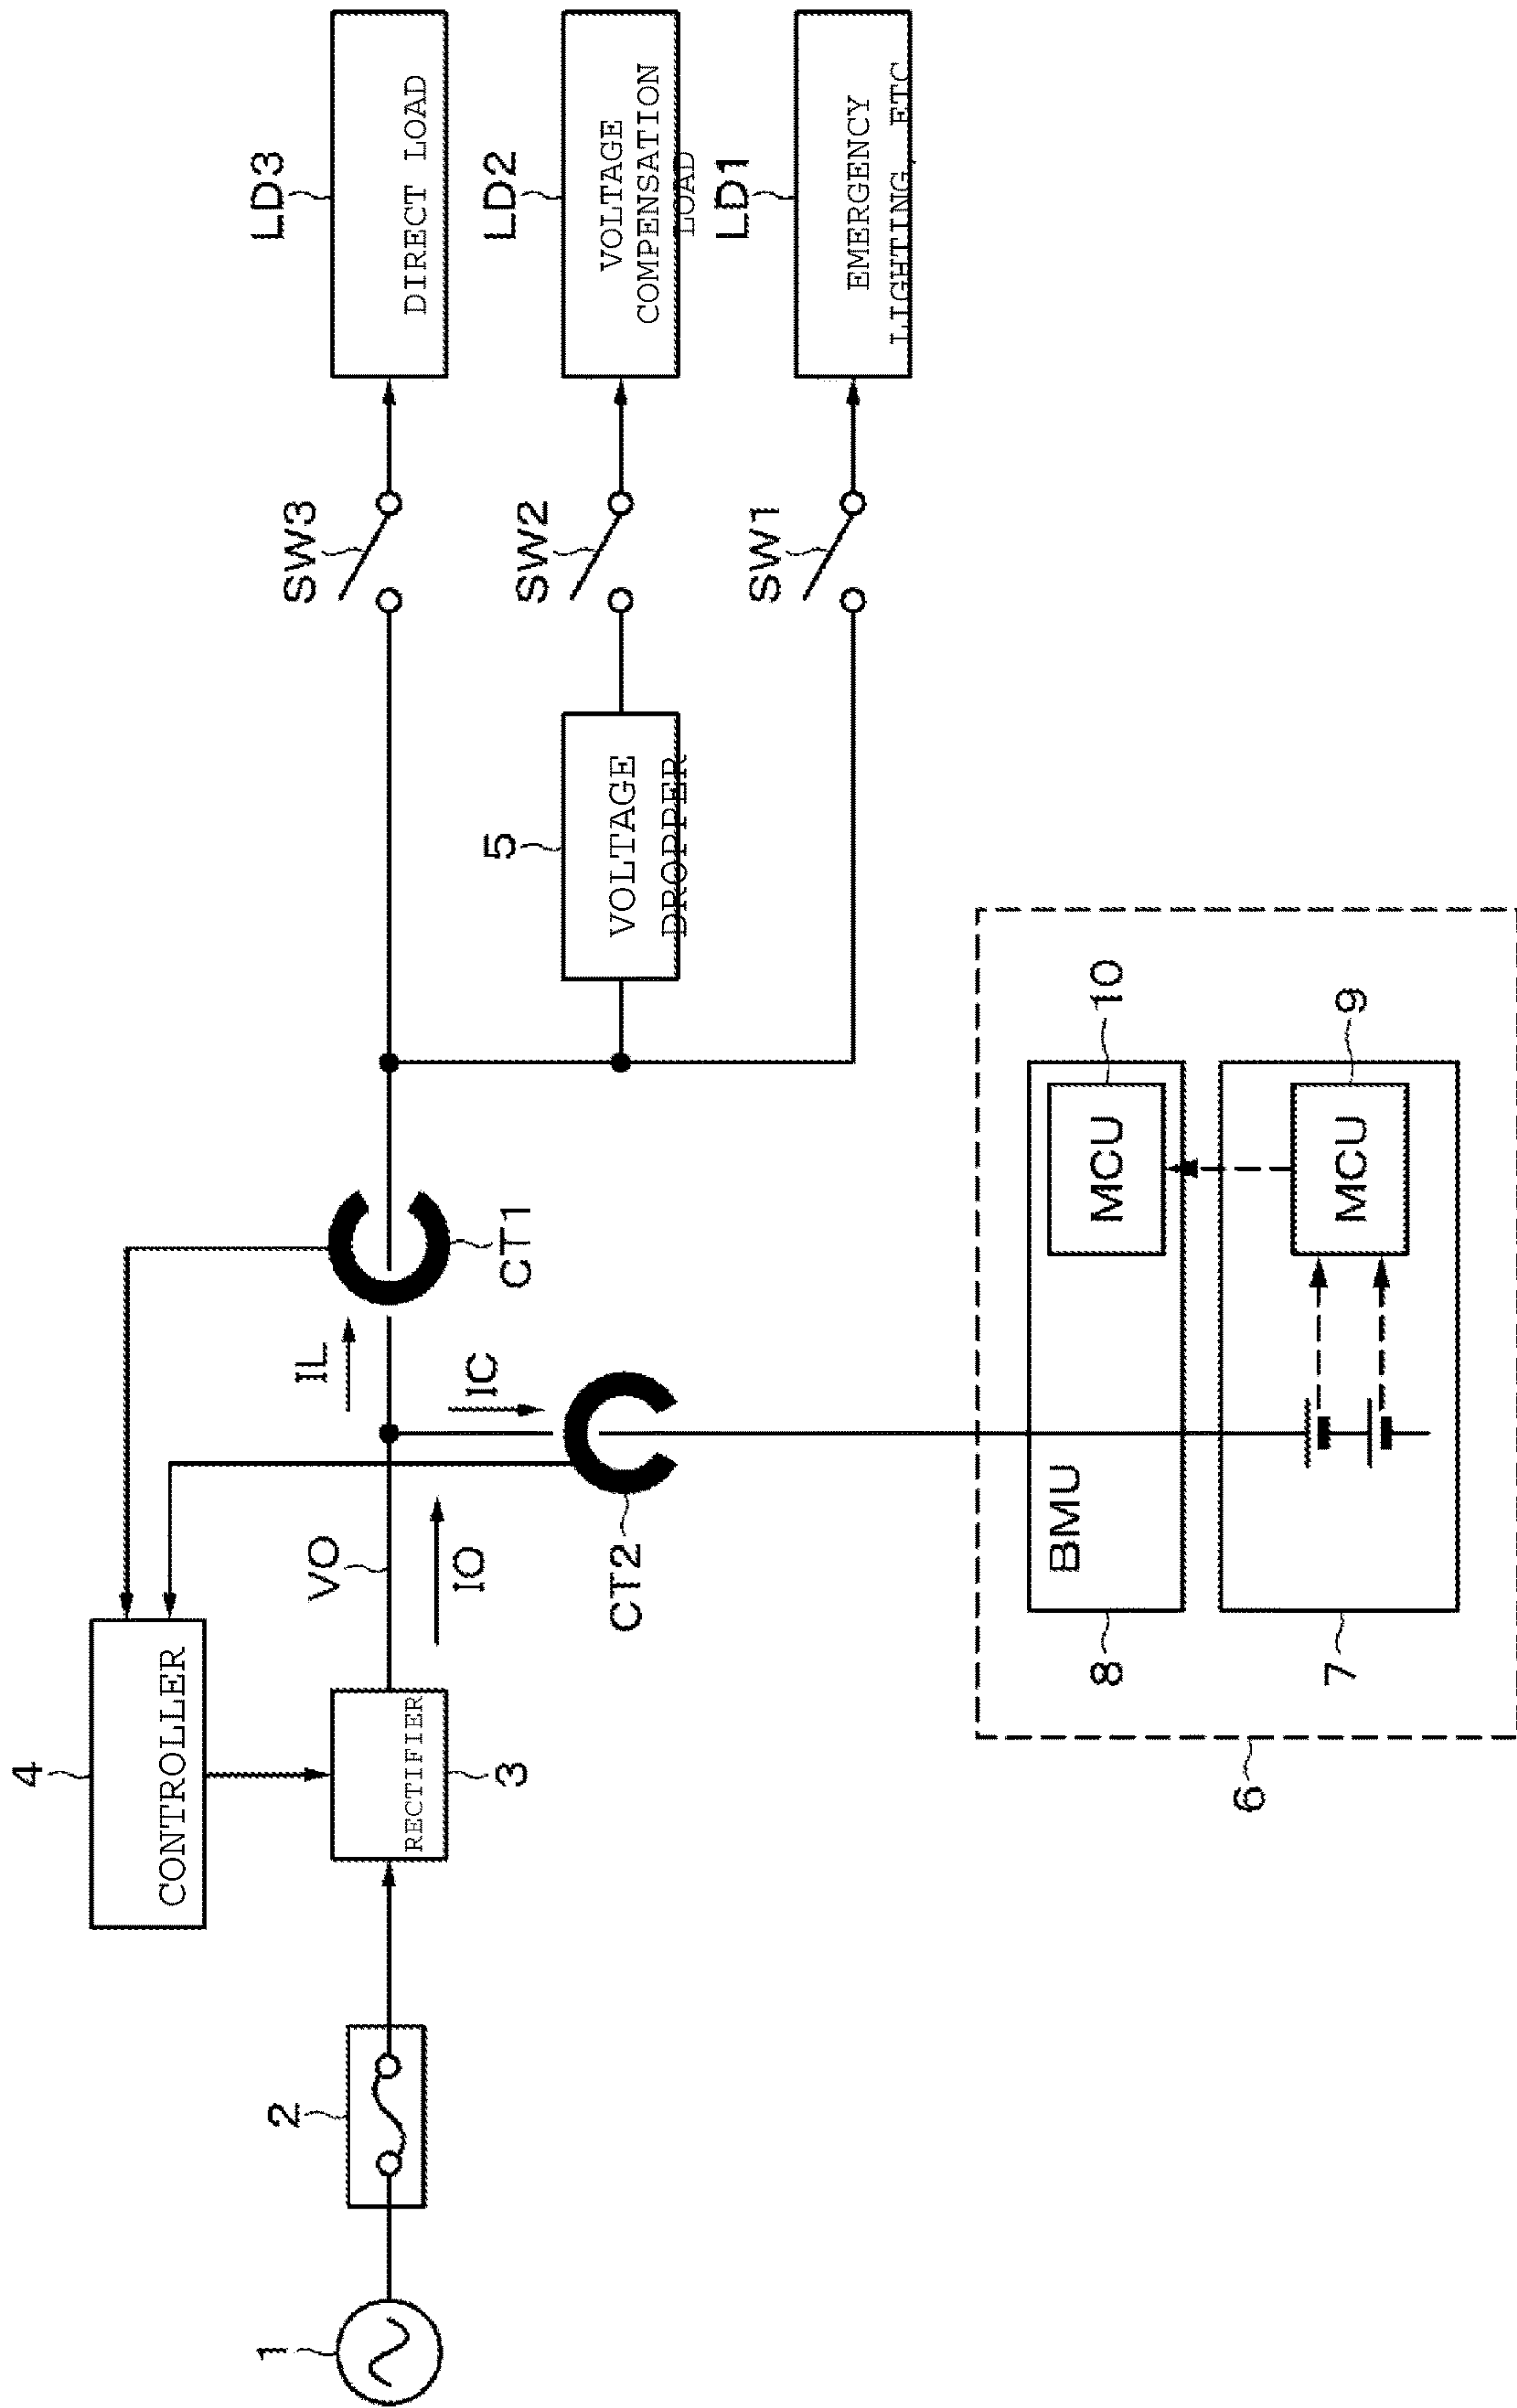 4
CONTROLLER
1
2
RECTIFIER
3
VO
IO
IL
IC
CT1
CT2
5
VOLTAGE
DROPPER
SW3
SW2
SW1
LD3
DIRECT LOAD
LD2
VOLTAGE
COMPENSATION
LOAD
LD1
EMERGENCY
LIGHTING, ETC.
6
8
BMU
MCU
10
7
MCU
9